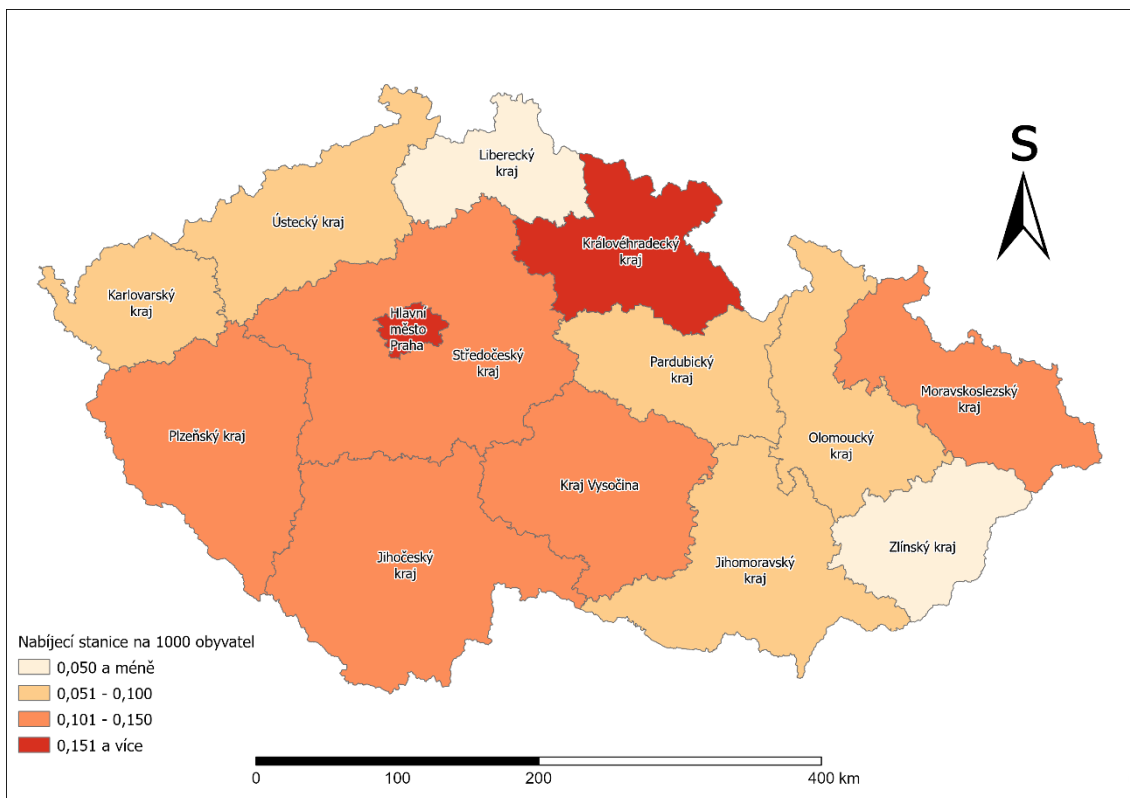 S
Liberecký
kraj
Ústecký kraj
Královéhradecký
kraj
Karlovarský
kraj
Hlavní
město
Praha
Středočeský
kraj
Pardubický
kraj
Moravskoslezský
kraj
Plzeňský kraj
Olomoucký
kraj
Kraj Vysočina
Zlínský kraj
Jihočeský
kraj
Jihomoravský
kraj
Nabíjecí stanice na 1000 obyvatel
0,050 a méně
0,051 - 0,100
0,101 - 0,150
0,151 a více
0 100 200 400 km